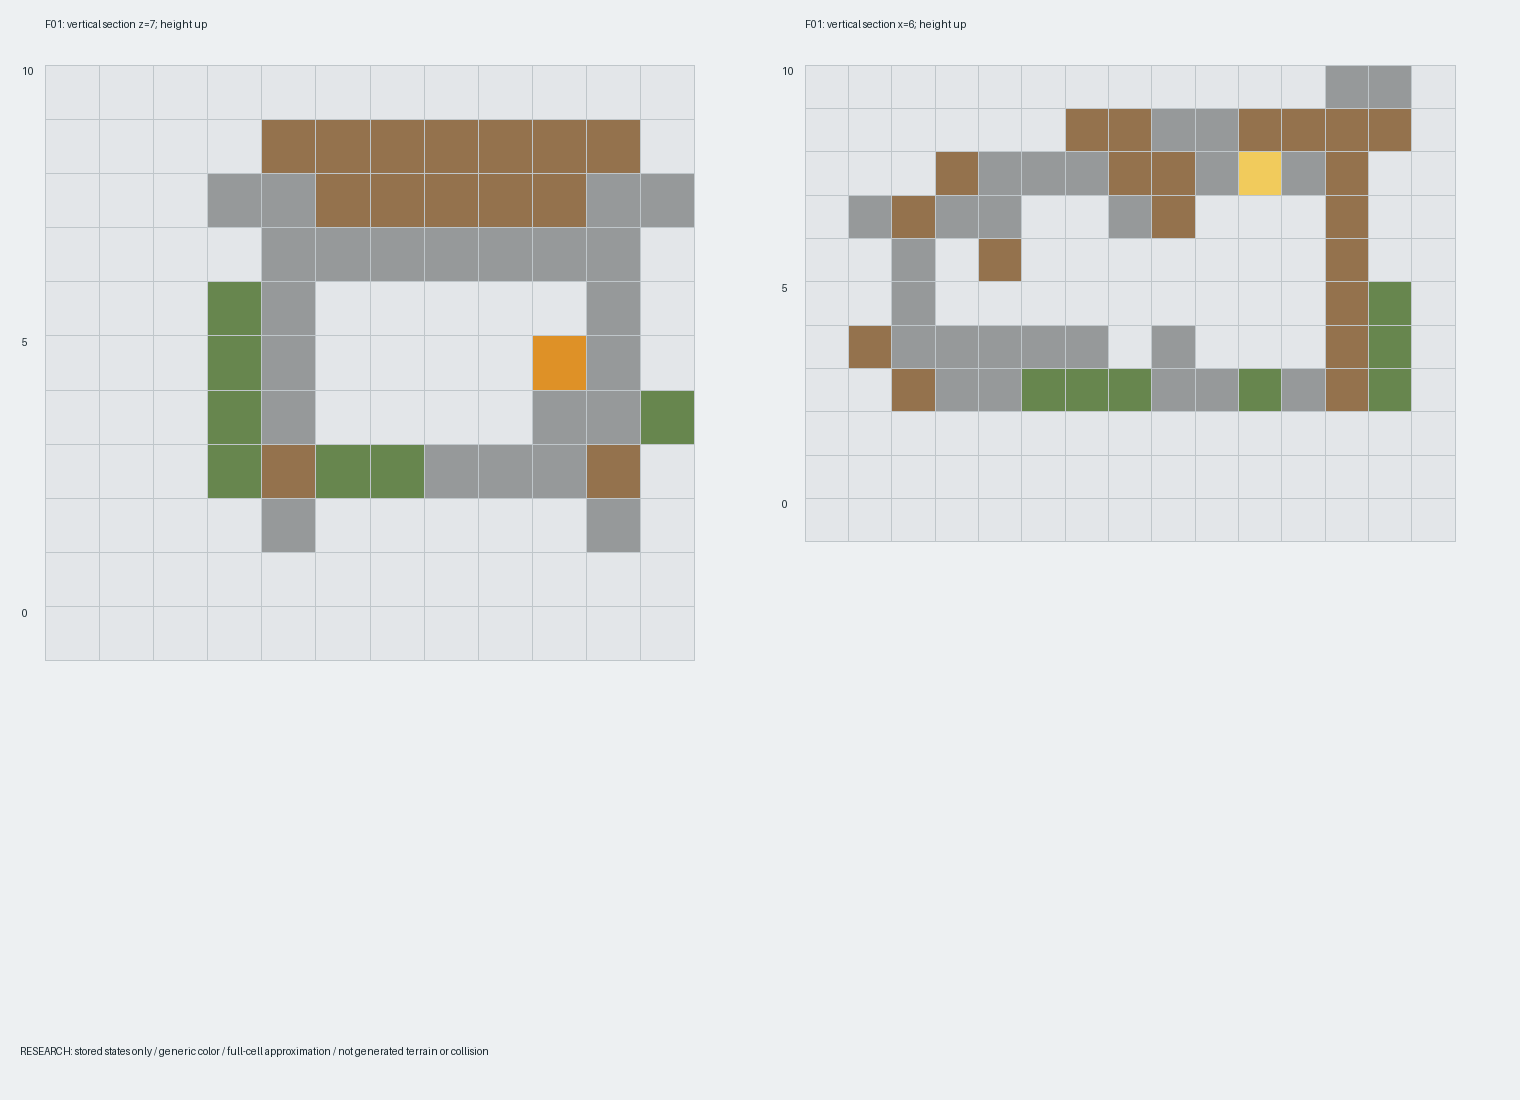 F01: vertical section z=7; height up
F01: vertical section x=6; height up
10
10
5
5
0
0
RESEARCH: stored states only / generic color / full-cell approximation / not generated terrain or collision